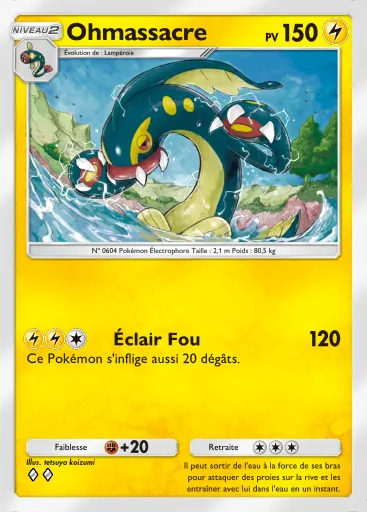 NIVEAU2 Ohmassacre PV 150
Évolution de : Lampéroie
N° 0604 Pokémon Électrophore Taille : 2,1 m Poids : 80,5 kg
Éclair Fou 120
Ce Pokémon s'inflige aussi 20 dégâts.
Faiblesse +20 Retraite
Illus. tetsuya koizumi
Il peut sortir de l'eau à la force de ses bras
pour attaquer des proies sur la rive et les
entraîner avec lui dans l'eau en un instant.